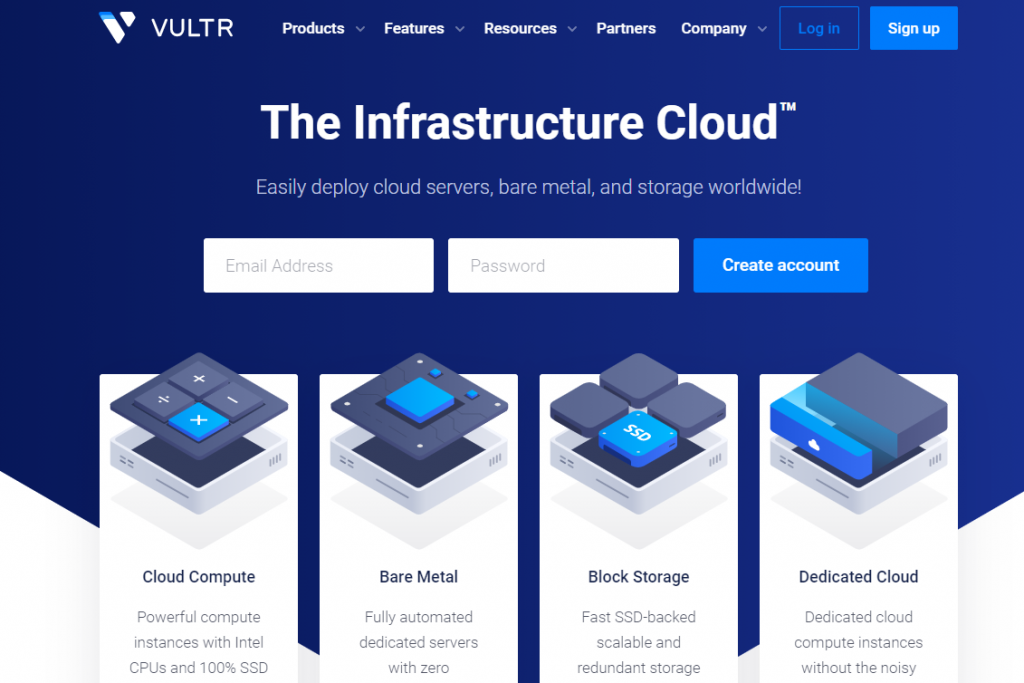 VULTR
Products Features Resources Partners Company Log in Sign up
The Infrastructure Cloud™
Easily deploy cloud servers, bare metal, and storage worldwide!
Email Address Password Create account
SSD
Cloud Compute
Powerful compute
instances with Intel
CPUs and 100% SSD
Bare Metal
Fully automated
dedicated servers
with zero
Block Storage
Fast SSD-backed
scalable and
redundant storage
Dedicated Cloud
Dedicated cloud
compute instances
without the noisy